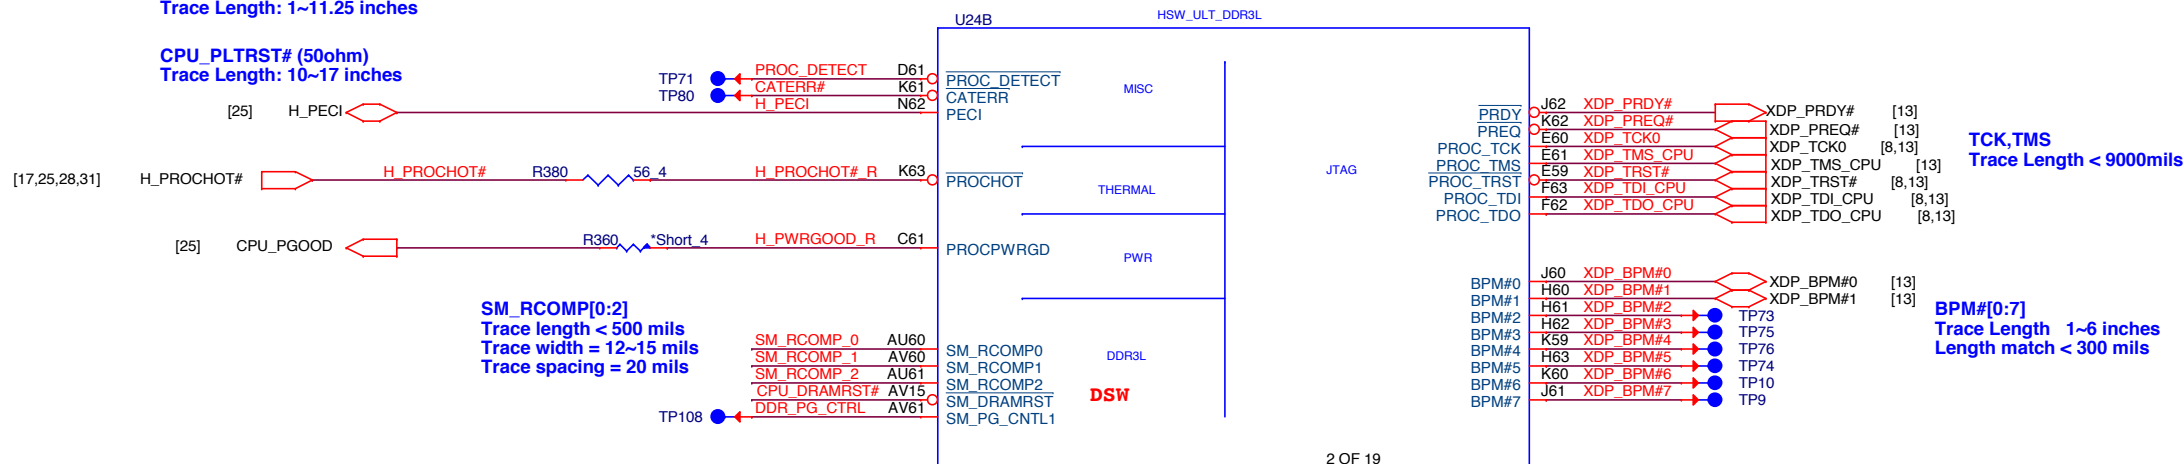 Trace Length: 1~11.25 inches
U24B
HSW_ULT_DDR3L
CPU_PLTRST# (50ohm)
Trace Length: 10~17 inches
TP71 PROC_DETECT D61 PROC_DETECT
TP80 CATERR# K61 CATERR
[25] H_PECI H_PECI N62 PECI
MISC
[17,25,28,31] H_PROCHOT# H_PROCHOT# R380 56_4 H_PROCHOT#_R K63 PROCHOT
THERMAL
[25] CPU_PGOOD R360 *Short_4 H_PWRGOOD_R C61 PROCPWRGD
PWR
SM_RCOMP[0:2]
Trace length < 500 mils
Trace width = 12~15 mils
Trace spacing = 20 mils
SM_RCOMP_0 AU60 SM_RCOMP0
SM_RCOMP_1 AV60 SM_RCOMP1
SM_RCOMP_2 AU61 SM_RCOMP2
CPU_DRAMRST# AV15 SM_DRAMRST
TP108 DDR_PG_CTRL AV61 SM_PG_CNTL1
DDR3L
DSW
JTAG
PRDY J62 XDP_PRDY# XDP_PRDY# [13]
PREQ K62 XDP_PREQ# XDP_PREQ# [13]
PROC_TCK E60 XDP_TCK0 XDP_TCK0 [8,13]
PROC_TMS E61 XDP_TMS_CPU XDP_TMS_CPU [13]
PROC_TRST E59 XDP_TRST# XDP_TRST# [8,13]
PROC_TDI F63 XDP_TDI_CPU XDP_TDI_CPU [8,13]
PROC_TDO F62 XDP_TDO_CPU XDP_TDO_CPU [8,13]
TCK,TMS
Trace Length < 9000mils
BPM#0 J60 XDP_BPM#0 XDP_BPM#0 [13]
BPM#1 H60 XDP_BPM#1 XDP_BPM#1 [13]
BPM#2 H61 XDP_BPM#2 TP73
BPM#3 H62 XDP_BPM#3 TP75
BPM#4 K59 XDP_BPM#4 TP76
BPM#5 H63 XDP_BPM#5 TP74
BPM#6 K60 XDP_BPM#6 TP10
BPM#7 J61 XDP_BPM#7 TP9
BPM#[0:7]
Trace Length 1~6 inches
Length match < 300 mils
2 OF 19